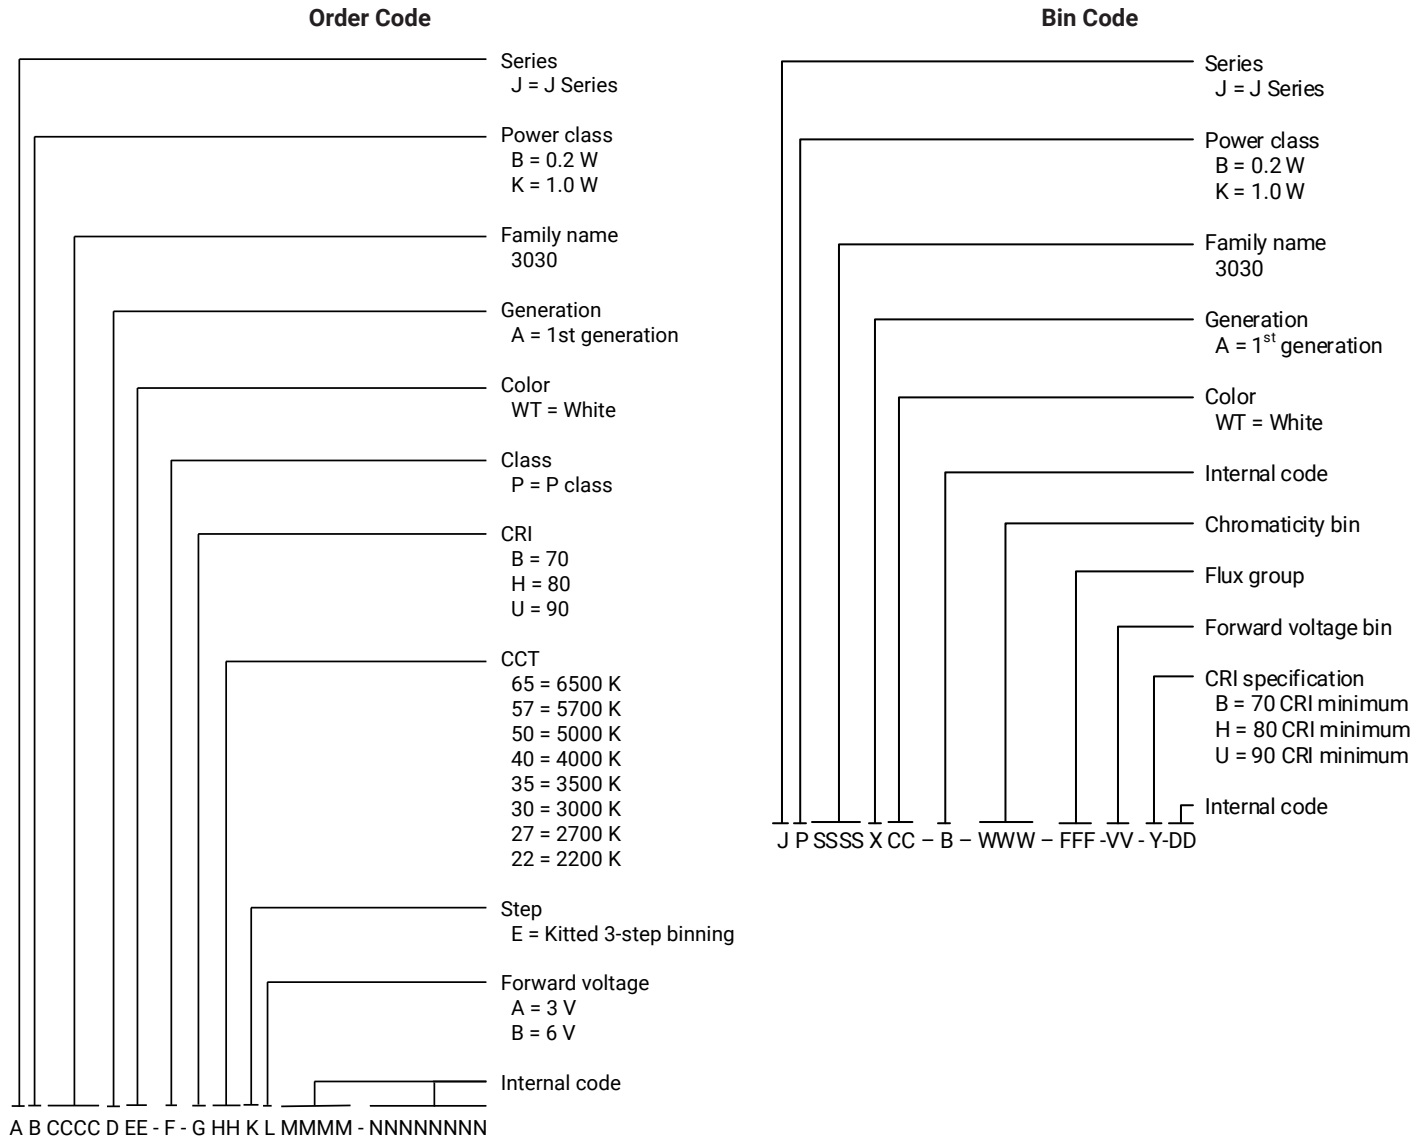 Order Code
Series
J = J Series
Power class
B = 0.2 W
K = 1.0 W
Family name
3030
Generation
A = 1st generation
Color
WT = White
Class
P = P class
CRI
B = 70
H = 80
U = 90
CCT
65 = 6500 K
57 = 5700 K
50 = 5000 K
40 = 4000 K
35 = 3500 K
30 = 3000 K
27 = 2700 K
22 = 2200 K
Step
E = Kitted 3-step binning
Forward voltage
A = 3 V
B = 6 V
Internal code
A B CCCC D EE - F - G HH K L MMMM - NNNNNNNN
Bin Code
Series
J = J Series
Power class
B = 0.2 W
K = 1.0 W
Family name
3030
Generation
A = 1st generation
Color
WT = White
Internal code
Chromaticity bin
Flux group
Forward voltage bin
CRI specification
B = 70 CRI minimum
H = 80 CRI minimum
U = 90 CRI minimum
Internal code
J P SSSS X CC – B – WWW – FFF -VV - Y-DD